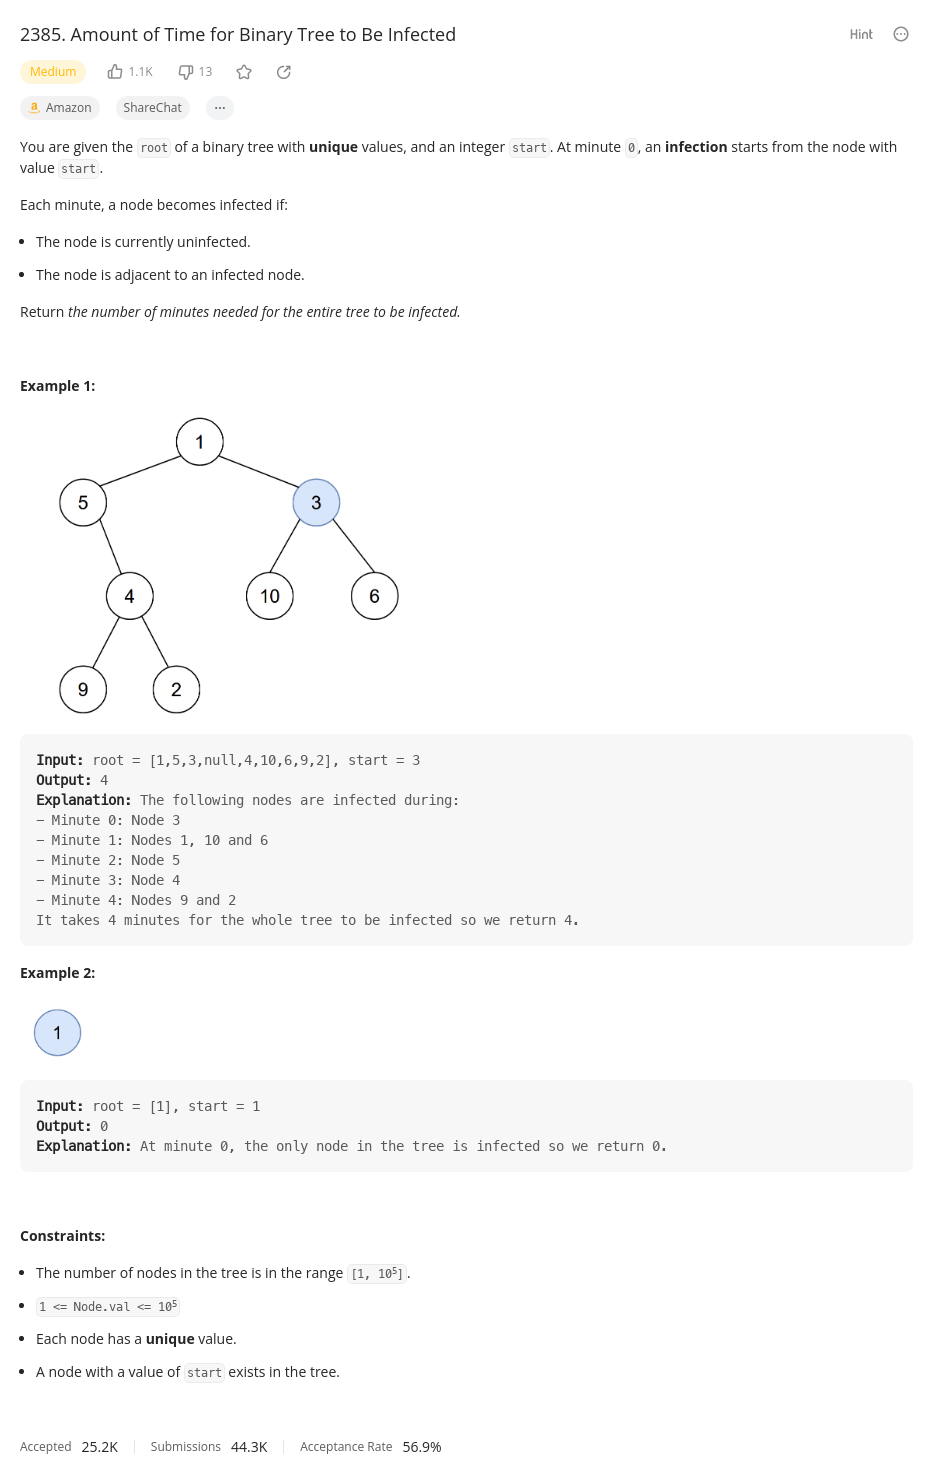 2385. Amount of Time for Binary Tree to Be Infected
Hint
Medium 1.1K 13
a Amazon ShareChat ...
You are given the root of a binary tree with unique values, and an integer start. At minute 0, an infection starts from the node with
value start.
Each minute, a node becomes infected if:
• The node is currently uninfected.
• The node is adjacent to an infected node.
Return the number of minutes needed for the entire tree to be infected.
Example 1:
1
5 3
4 10 6
9 2
Input: root = [1,5,3,null,4,10,6,9,2], start = 3
Output: 4
Explanation: The following nodes are infected during:
– Minute 0: Node 3
– Minute 1: Nodes 1, 10 and 6
– Minute 2: Node 5
– Minute 3: Node 4
– Minute 4: Nodes 9 and 2
It takes 4 minutes for the whole tree to be infected so we return 4.
Example 2:
1
Input: root = [1], start = 1
Output: 0
Explanation: At minute 0, the only node in the tree is infected so we return 0.
Constraints:
• The number of nodes in the tree is in the range [1, 10⁵].
• 1 <= Node.val <= 10⁵
• Each node has a unique value.
• A node with a value of start exists in the tree.
Accepted 25.2K Submissions 44.3K Acceptance Rate 56.9%